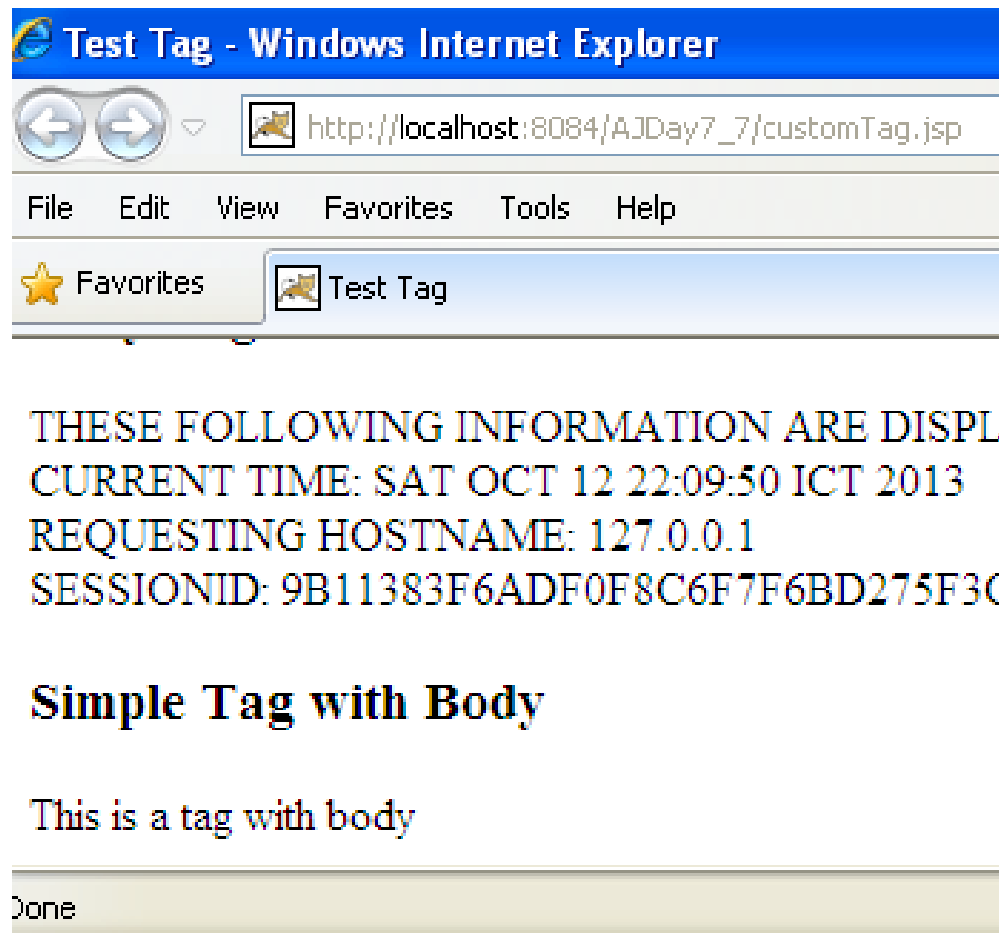 Test Tag - Windows Internet Explorer
http://localhost:8084/AJDay7_7/customTag.jsp
File Edit View Favorites Tools Help
Favorites Test Tag
THESE FOLLOWING INFORMATION ARE
CURRENT TIME: SAT OCT 12 22:09:50 ICT 2013
REQUESTING HOSTNAME: 127.0.0.1
SESSIONID:
Simple Tag with Body
This is a tag with body
Done